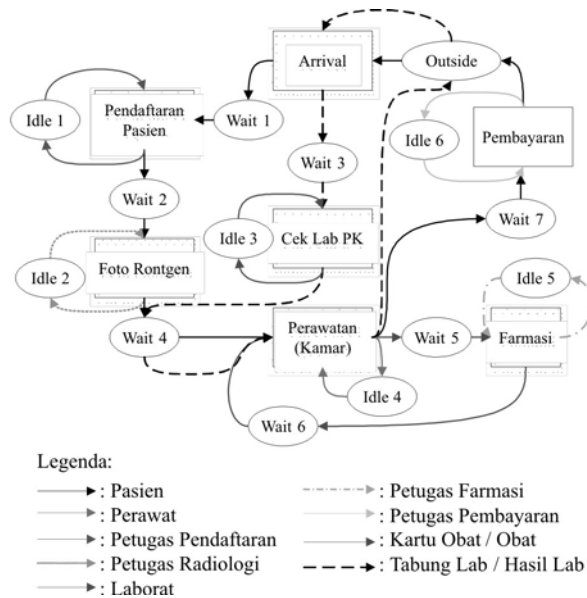 Arrival
Outside
Idle 1
Pendaftaran
Pasien
Wait 1
Idle 6
Pembayaran
Wait 3
Wait 2
Idle 3
Cek Lab PK
Wait 7
Idle 2
Foto Rontgen
Idle 5
Wait 4
Perawatan
(Kamar)
Wait 5
Farmasi
Idle 4
Wait 6
Legenda:
: Pasien
: Perawat
: Petugas Pendaftaran
: Petugas Radiologi
: Laborat
: Petugas Farmasi
: Petugas Pembayaran
: Kartu Obat / Obat
: Tabung Lab / Hasil Lab